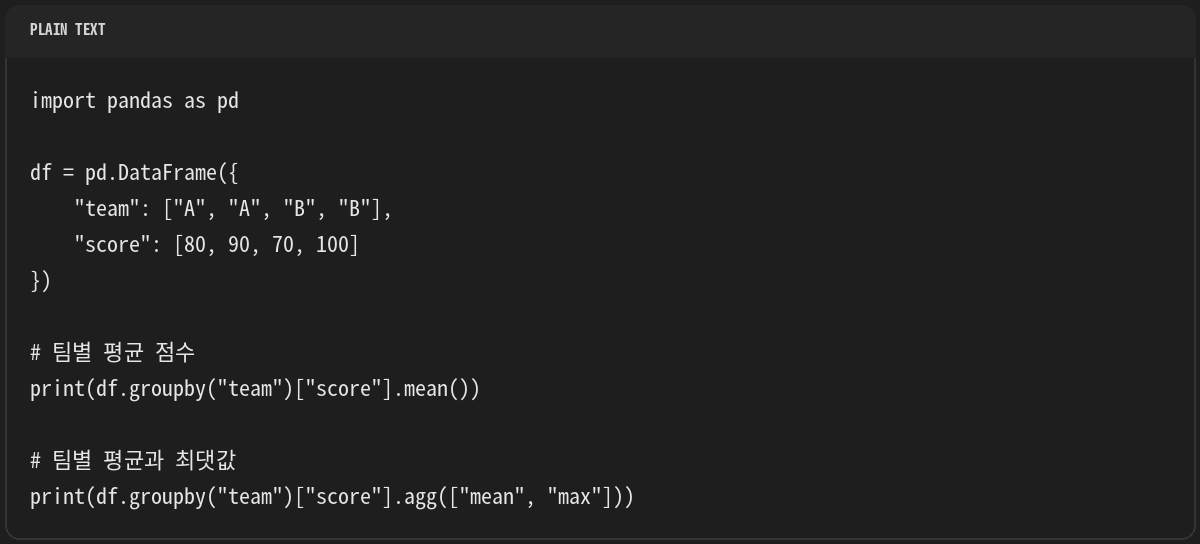 PLAIN TEXT
import pandas as pd

df = pd.DataFrame({
    "team": ["A", "A", "B", "B"],
    "score": [80, 90, 70, 100]
})

# 팀별 평균 점수
print(df.groupby("team")["score"].mean())

# 팀별 평균과 최댓값
print(df.groupby("team")["score"].agg(["mean", "max"]))